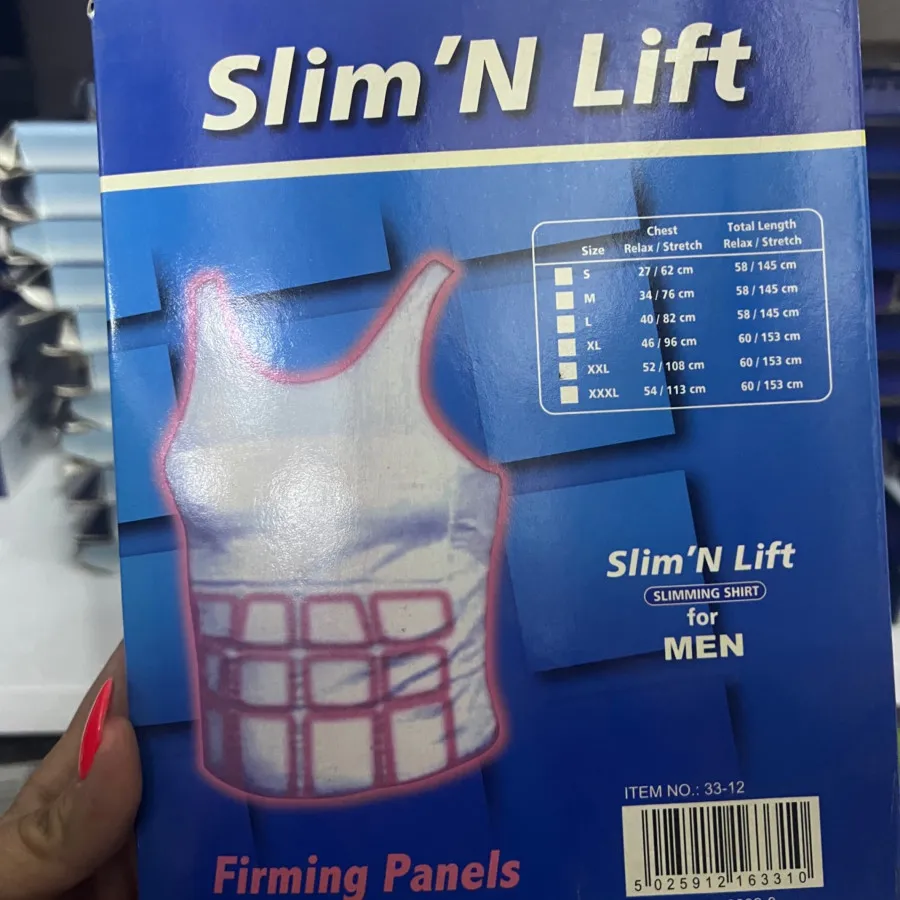 Slim'N Lift
Size Chest Relax / Stretch Total Length Relax / Stretch
S 27 / 62 cm 58 / 145 cm
M 34 / 76 cm 58 / 145 cm
L 40 / 82 cm 58 / 145 cm
XL 46 / 96 cm 60 / 153 cm
XXL 52 / 108 cm 60 / 153 cm
XXXL 54 / 113 cm 60 / 153 cm
Slim'N Lift
SLIMMING SHIRT
for
MEN
ITEM NO.: 33-12
5 025912 163310
Firming Panels